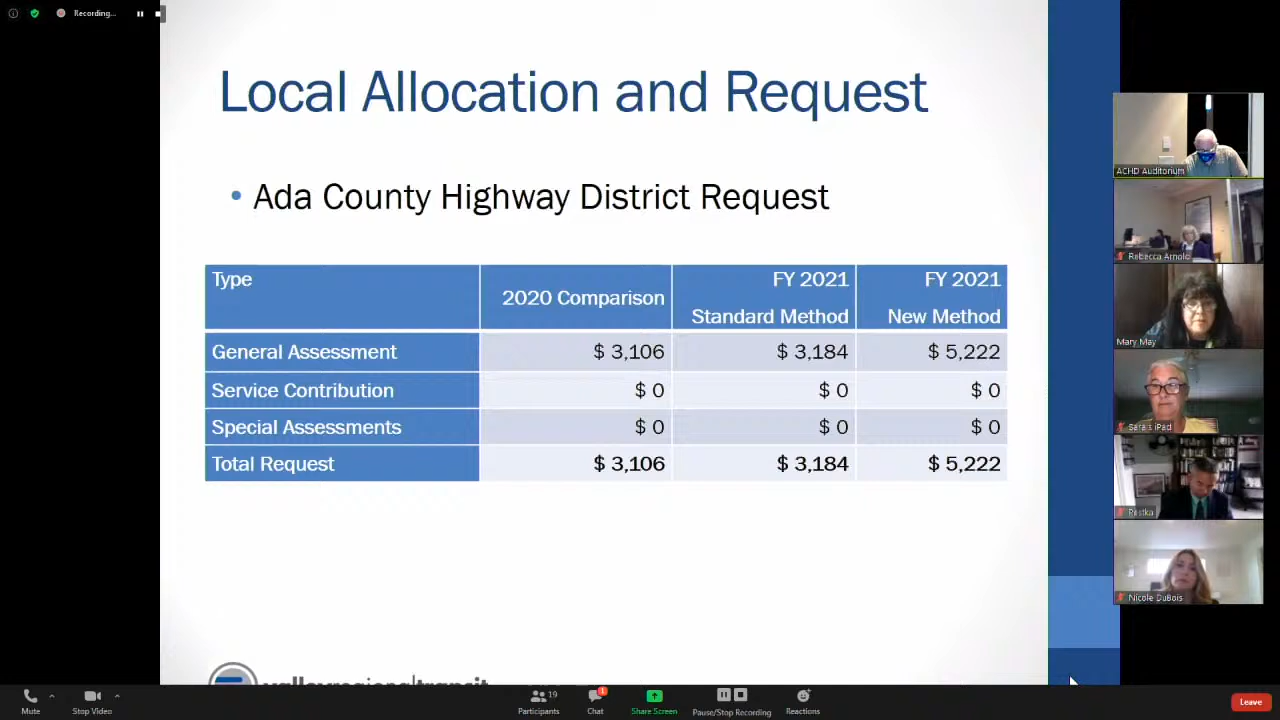 Recording...
Local Allocation and Request
• Ada County Highway District Request
Type
2020 Comparison
FY 2021
Standard Method
FY 2021
New Method
General Assessment $ 3,106 $ 3,184 $ 5,222
Service Contribution $ 0 $ 0 $ 0
Special Assessments $ 0 $ 0 $ 0
Total Request $ 3,106 $ 3,184 $ 5,222
valleyregionaltransit
ACHD Auditorium
Rebecca Arnold
Mary May
Sara's iPad
Nicole DuBois
Mute
Stop Video
19
Participants
1
Chat
Share Screen
Pause/Stop Recording
Reactions
Leave